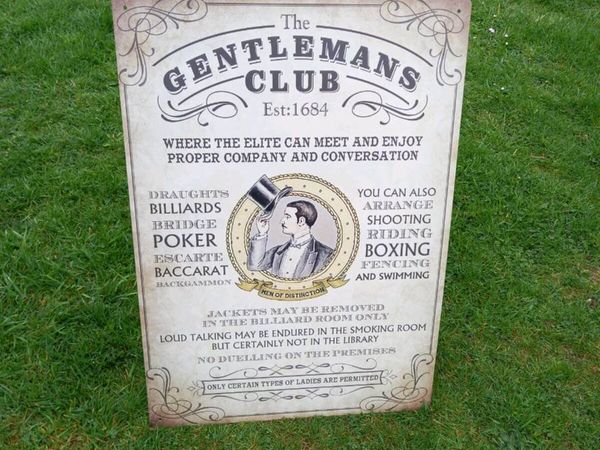 The
GENTLEMANS
CLUB
Est:1684
WHERE THE ELITE CAN MEET AND ENJOY
PROPER COMPANY AND CONVERSATION
DRAUGHTS
BILLIARDS
BRIDGE
POKER
ESCARTE
BACCARAT
BACKGAMMON
MEN OF DISTINCTION
YOU CAN ALSO
ARRANGE
SHOOTING
RIDING
BOXING
FENCING
AND SWIMMING
JACKETS MAY BE REMOVED
IN THE BILLIARD ROOM ONLY
LOUD TALKING MAY BE ENDURED IN THE SMOKING ROOM
BUT CERTAINLY NOT IN THE LIBRARY
NO DUELLING ON THE PREMISES
ONLY CERTAIN TYPES OF LADIES ARE PERMITTED